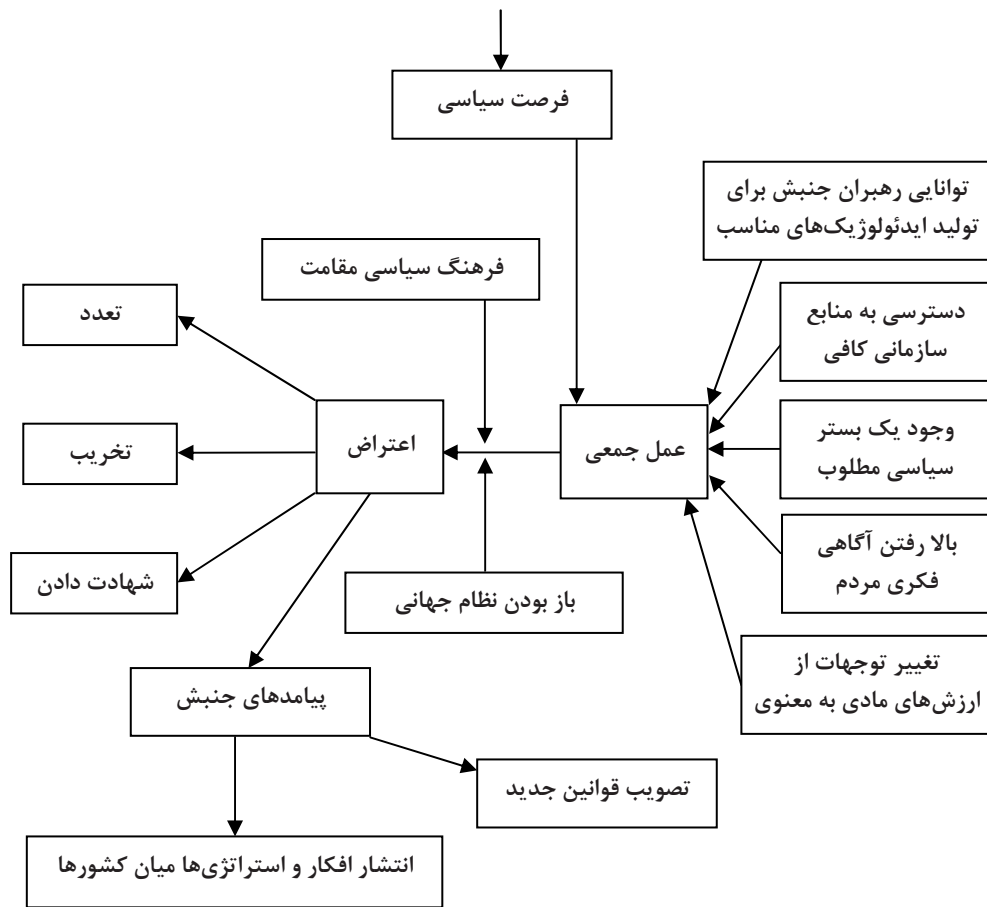 فرصت سیاسی
توانایی رهبران جنبش برای
تولید ایدئولوژیک‌های مناسب
فرهنگ سیاسی مقامت
دسترسی به منابع
سازمانی کافی
تعدد
وجود یک بستر
سیاسی مطلوب
عمل جمعی
اعتراض
تخریب
بالا رفتن آگاهی
فکری مردم
شهادت دادن
باز بودن نظام جهانی
تغییر توجهات از
ارزش‌های مادی به معنوی
پیامدهای جنبش
تصویب قوانین جدید
انتشار افکار و استراتژی‌ها میان کشورها